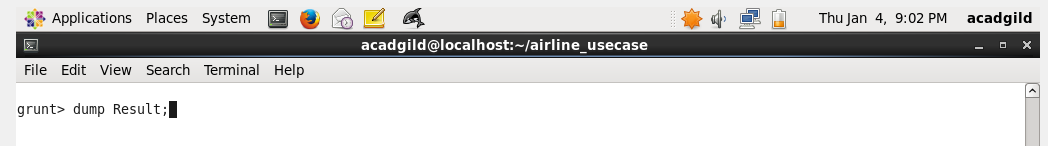 Applications Places System Thu Jan 4, 9:02 PM acadgild
acadgild@localhost:~/airline_usecase
File Edit View Search Terminal Help
grunt> dump Result;